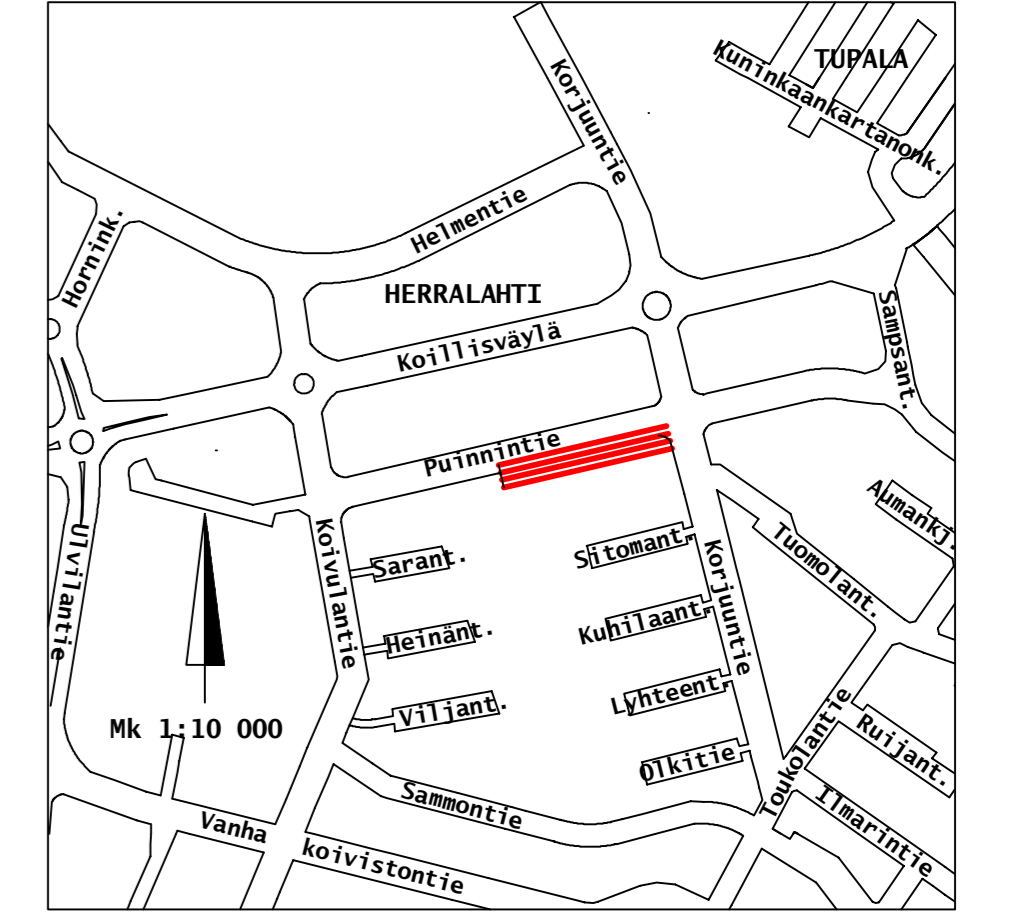 Korjuuntie
Kuninkaankartanonk.
TUPALA
Helmentie
Hornink.
HERRALAHTI
Koillisväylä
Sampsant.
Puinnintie
Aumankj.
Ulvilantie
Koivulantie
Sarant.
Sitomant.
Korjuuntie
Tuomolant.
Heinänt.
Kuhilaant.
Viljant.
Lyhteent.
Mk 1:10 000
Olkitie
Toukolantie
Ruijant.
Sammontie
Ilmarintie
Vanha
koivistontie